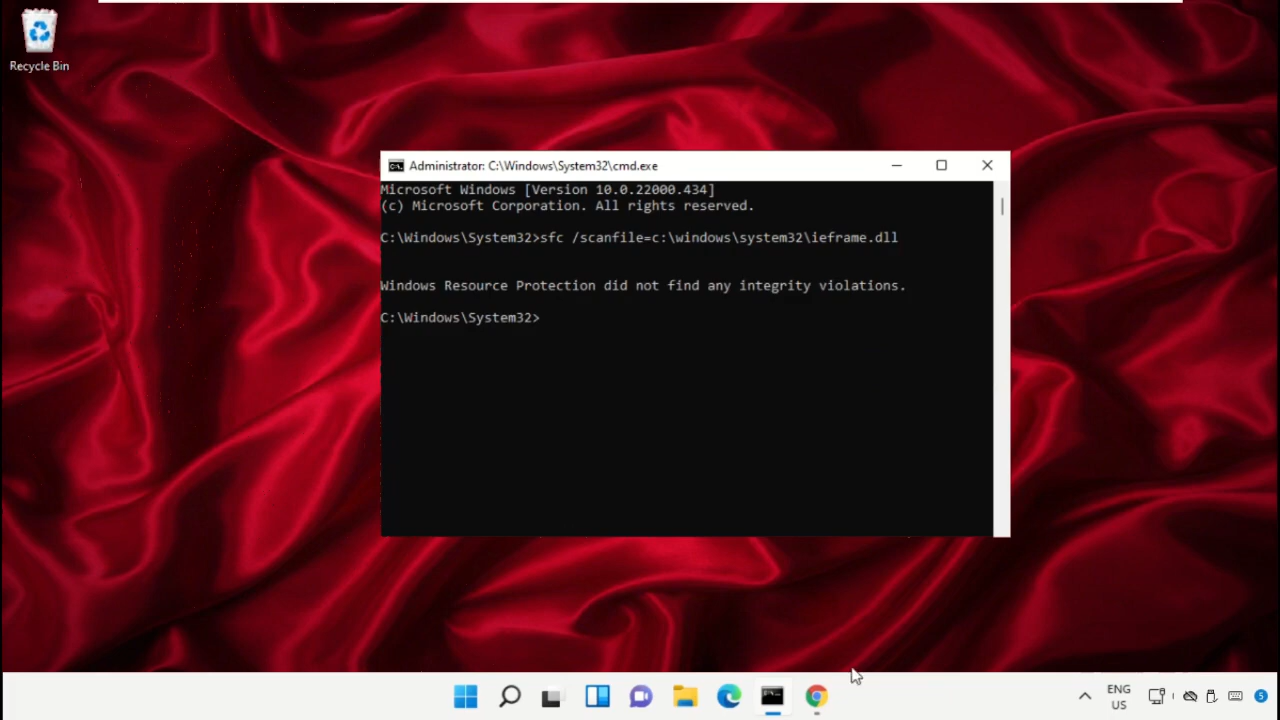 Recycle Bin
Administrator: C:\Windows\System32\cmd.exe
Microsoft Windows [Version 10.0.22000.434]
(c) Microsoft Corporation. All rights reserved.
C:\Windows\System32>sfc /scanfile=c:\windows\system32\ieframe.dll
Windows Resource Protection did not find any integrity violations.
C:\Windows\System32>
ENG
US
5